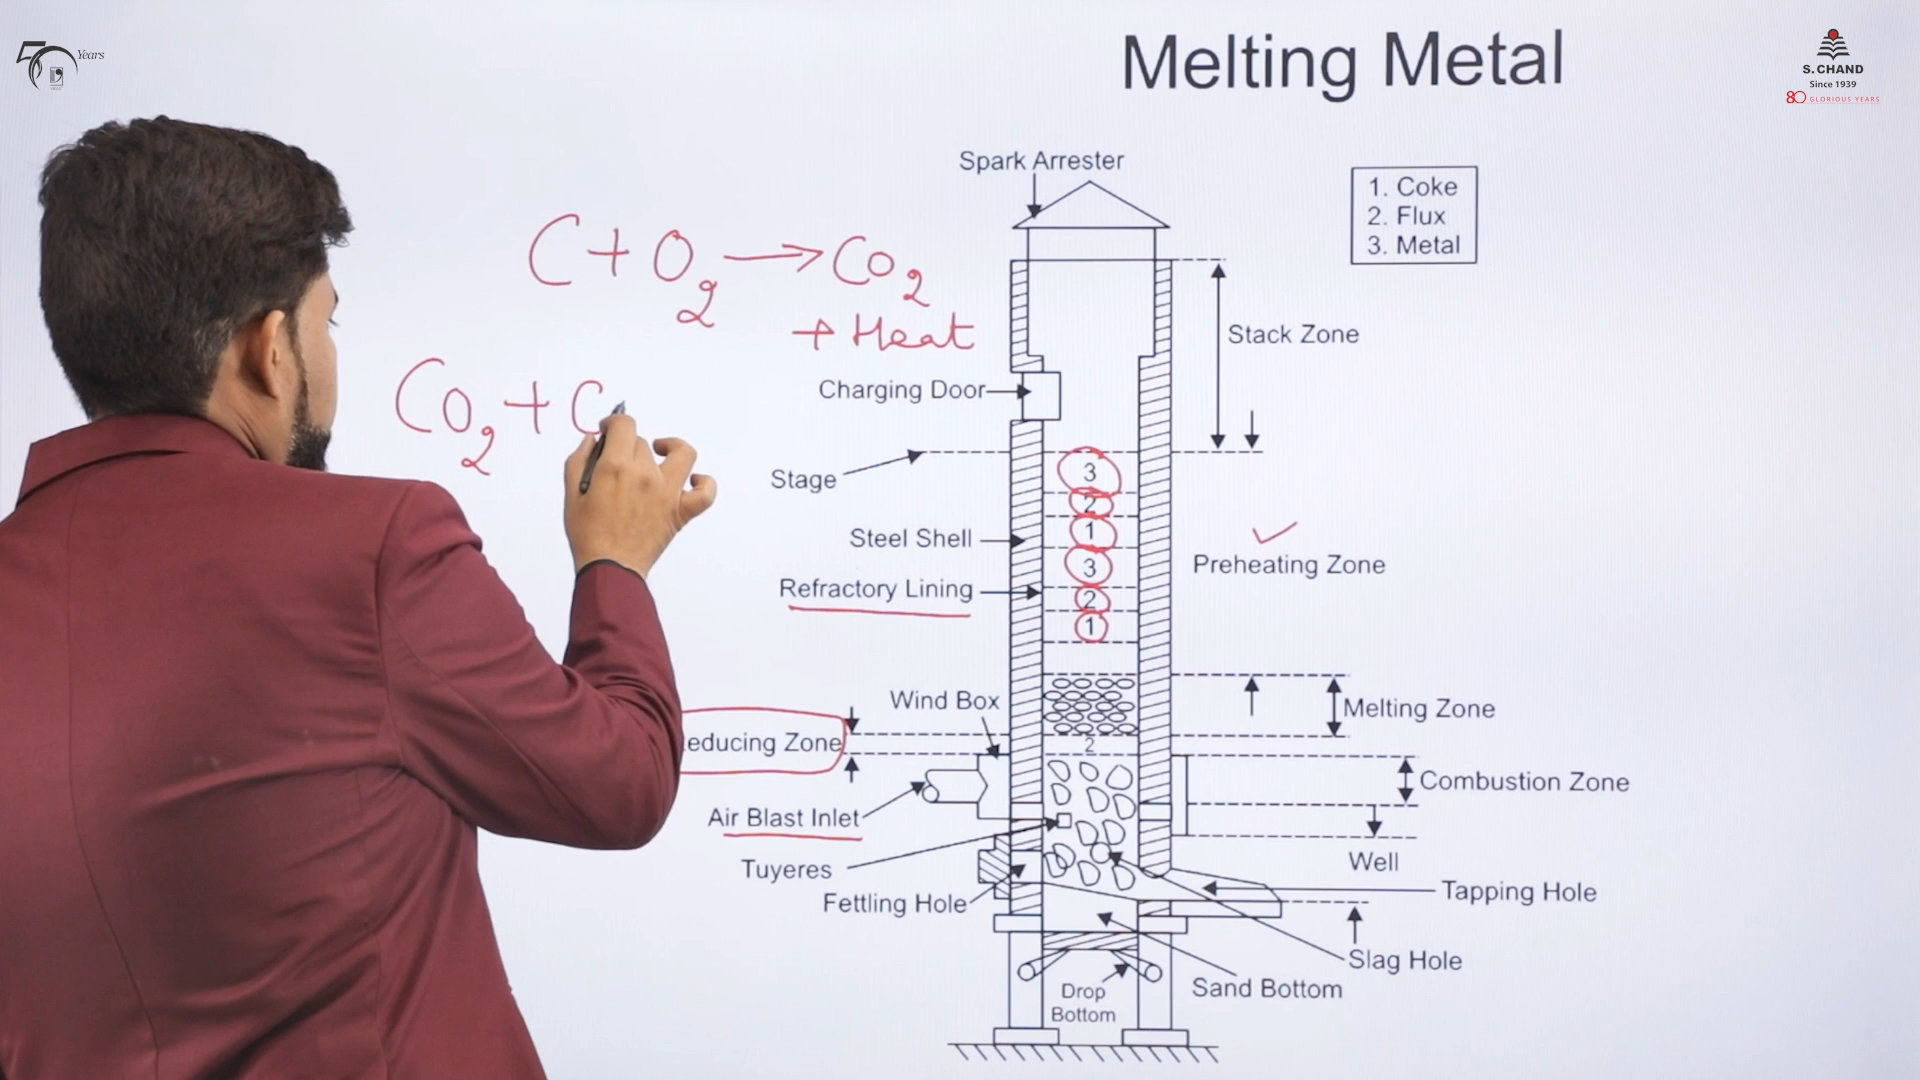 50 Years
Melting Metal
S. CHAND
Since 1939
80 GLORIOUS YEARS
Spark Arrester
1. Coke
2. Flux
3. Metal
C + O2 → CO2
+ Heat
Stack Zone
Charging Door
CO2 + C
3
Stage
2
1
Steel Shell
3
Preheating Zone
Refractory Lining
2
1
Wind Box
Melting Zone
educing Zone
2
Combustion Zone
Air Blast Inlet
Well
Tuyeres
Tapping Hole
Fettling Hole
Slag Hole
Sand Bottom
Drop
Bottom